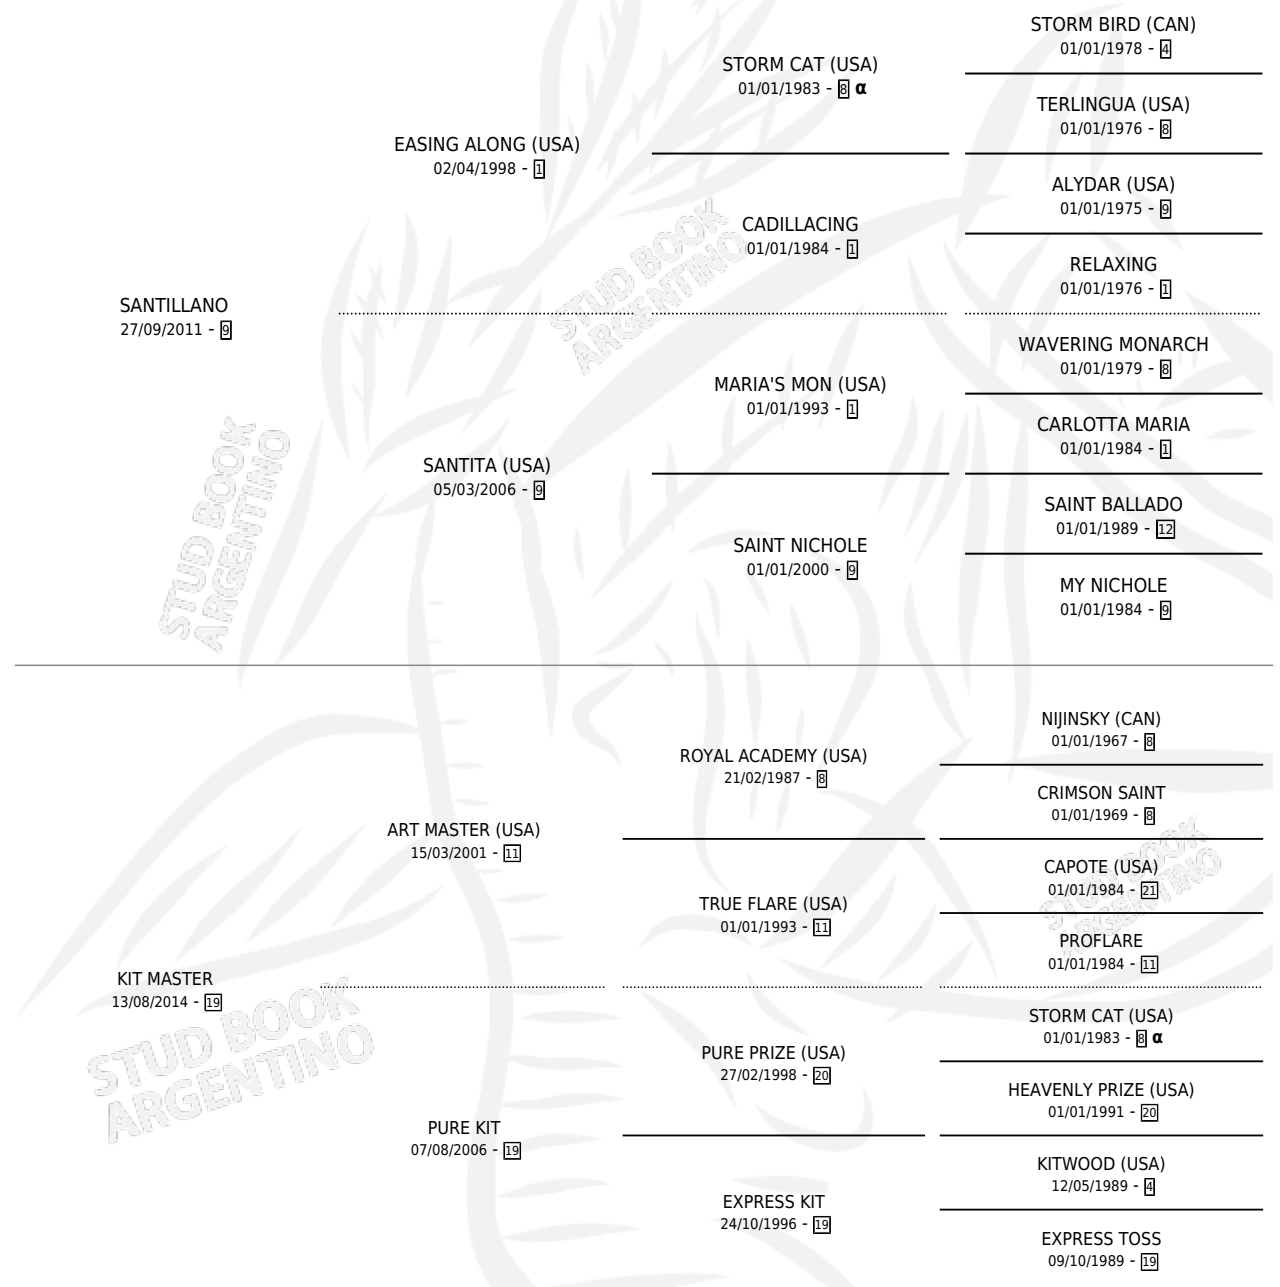 STORM BIRD (CAN)
01/01/1978 - 4
STORM CAT (USA)
01/01/1983 - 8 α
TERLINGUA (USA)
01/01/1976 - 8
EASING ALONG (USA)
02/04/1998 - 1
ALYDAR (USA)
01/01/1975 - 9
CADILLACING
01/01/1984 - 1
RELAXING
01/01/1976 - 1
SANTILLANO
27/09/2011 - 9
WAVERING MONARCH
01/01/1979 - 8
MARIA'S MON (USA)
01/01/1993 - 1
CARLOTTA MARIA
01/01/1984 - 1
SANTITA (USA)
05/03/2006 - 9
SAINT BALLADO
01/01/1989 - 12
SAINT NICHOLE
01/01/2000 - 9
MY NICHOLE
01/01/1984 - 9
STUD BOOK
ARGENTINO
STUD BOOK
ARGENTINO
NIJINSKY (CAN)
01/01/1967 - 8
ROYAL ACADEMY (USA)
21/02/1987 - 8
CRIMSON SAINT
01/01/1969 - 8
ART MASTER (USA)
15/03/2001 - 11
CAPOTE (USA)
01/01/1984 - 21
TRUE FLARE (USA)
01/01/1993 - 11
PROFLARE
01/01/1984 - 11
KIT MASTER
13/08/2014 - 19
STORM CAT (USA)
01/01/1983 - 8 α
PURE PRIZE (USA)
27/02/1998 - 20
HEAVENLY PRIZE (USA)
01/01/1991 - 20
PURE KIT
07/08/2006 - 19
KITWOOD (USA)
12/05/1989 - 4
EXPRESS KIT
24/10/1996 - 19
EXPRESS TOSS
09/10/1989 - 19
STUD BOOK
ARGENTINO
STUD BOOK
ARGENTINO